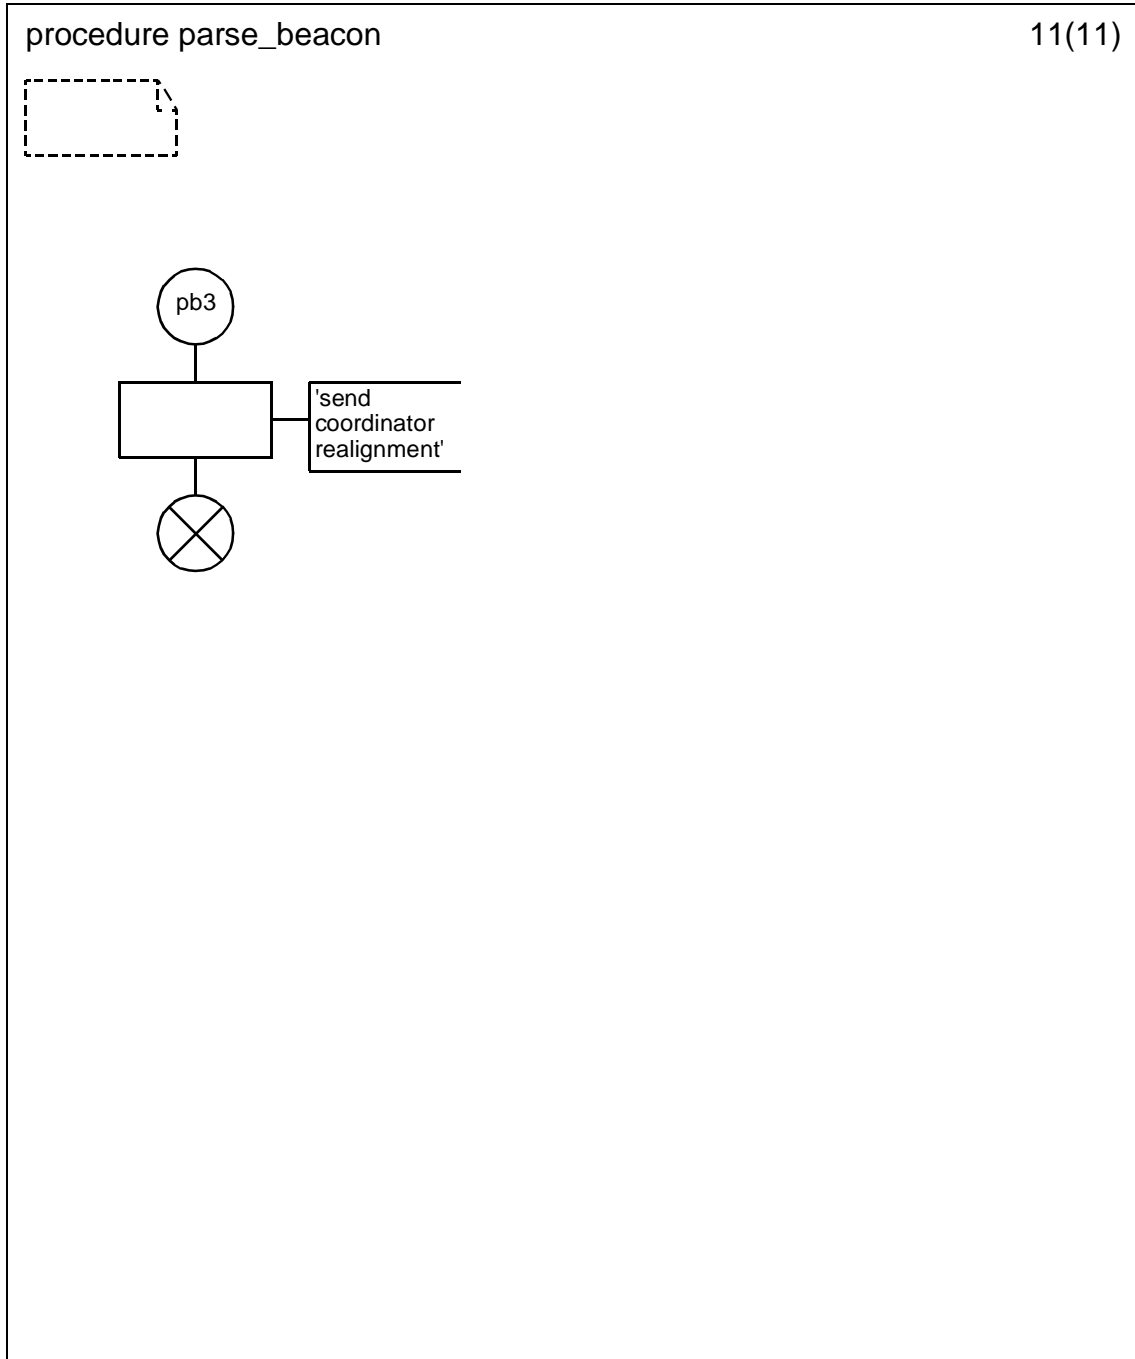 procedure parse_beacon
11(11)
pb3
'send
coordinator
realignment'